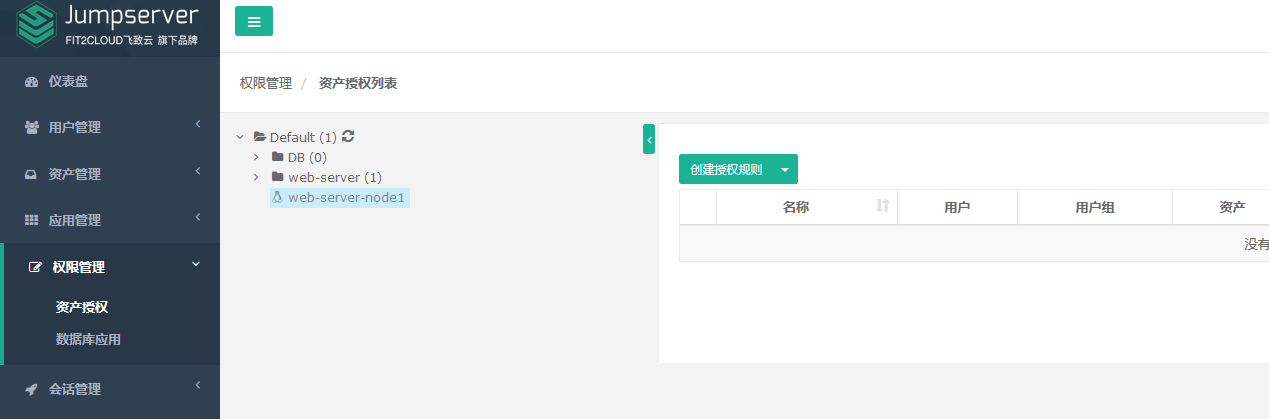 Jumpserver
FIT2CLOUD飞致云 旗下品牌
仪表盘
用户管理
资产管理
应用管理
权限管理
资产授权
数据库应用
会话管理
权限管理 / 资产授权列表
Default (1)
DB (0)
web-server (1)
web-server-node1
创建授权规则
名称 用户 用户组 资产
没有